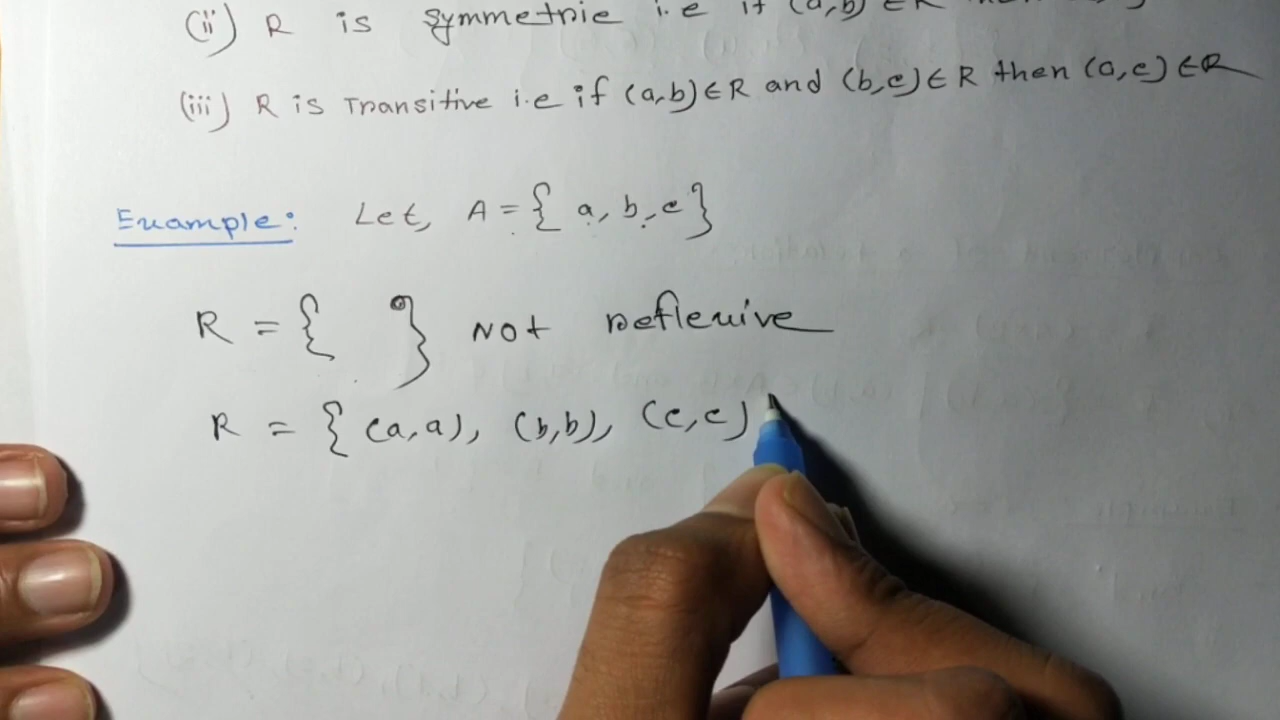 (ii) R is symmetric i.e if (a,b) ∈ R
(iii) R is Transitive i.e if (a,b) ∈ R and (b,c) ∈ R then (a,c) ∈ R
Example: Let, A = { a, b, c }
R = { } Not reflexive
R = { (a,a), (b,b), (c,c)